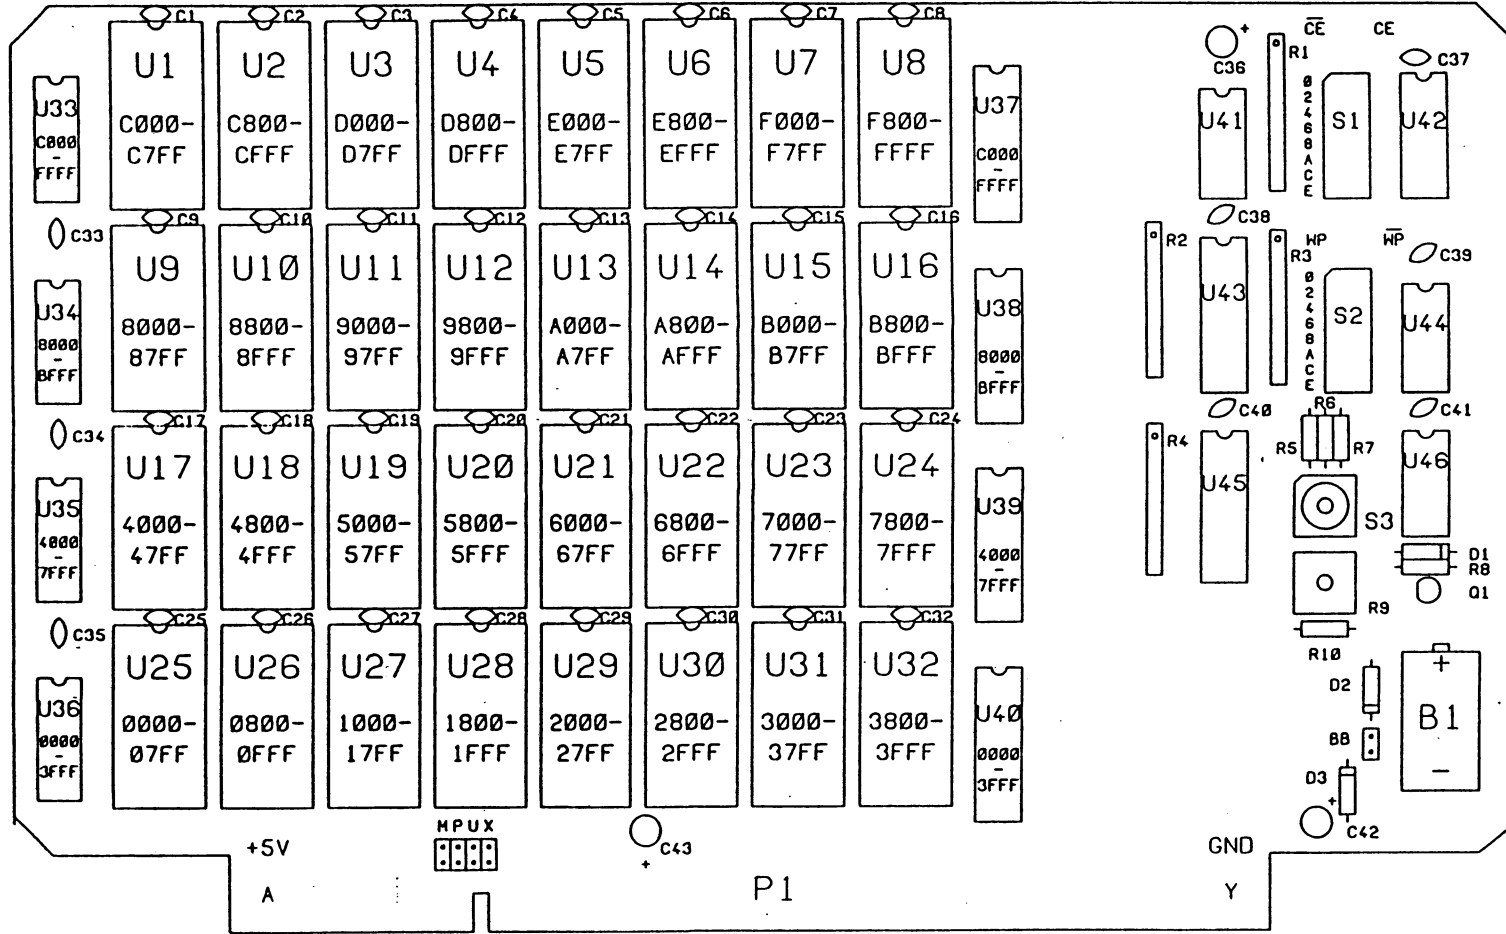 C1 C2 C3 C4 C5 C6 C7 C8
U1 U2 U3 U4 U5 U6 U7 U8
C000- C800- D000- D800- E000- E800- F000- F800-
C7FF CFFF D7FF DFFF E7FF EFFF F7FF FFFF
U33
C000
-
FFFF
U37
C000
-
FFFF
C36 +
R1
C̅E̅ CE
C37
U41
0
2
4
6
8
A
C
E
S1
U42
C9 C10 C11 C12 C13 C14 C15 C16
C33
U9 U10 U11 U12 U13 U14 U15 U16
8000- 8800- 9000- 9800- A000- A800- B000- B800-
87FF 8FFF 97FF 9FFF A7FF AFFF B7FF BFFF
U34
8000
-
BFFF
U38
8000
-
BFFF
C38
R2
R3
WP W̅P̅
C39
U43
0
2
4
6
8
A
C
E
S2
U44
C17 C18 C19 C20 C21 C22 C23 C24
C34
U17 U18 U19 U20 U21 U22 U23 U24
4000- 4800- 5000- 5800- 6000- 6800- 7000- 7800-
47FF 4FFF 57FF 5FFF 67FF 6FFF 77FF 7FFF
U35
4000
-
7FFF
U39
4000
-
7FFF
C40
R6
C41
R4
R5 R7
U45
U46
S3
D1
R8
Q1
R9
R10
C25 C26 C27 C28 C29 C30 C31 C32
C35
U25 U26 U27 U28 U29 U30 U31 U32
0000- 0800- 1000- 1800- 2000- 2800- 3000- 3800-
07FF 0FFF 17FF 1FFF 27FF 2FFF 37FF 3FFF
U36
0000
-
3FFF
U40
0000
-
3FFF
D2
BB
D3
+
B1
-
+
C42
MPUX
C43
+
+5V
GND
A
P1
Y